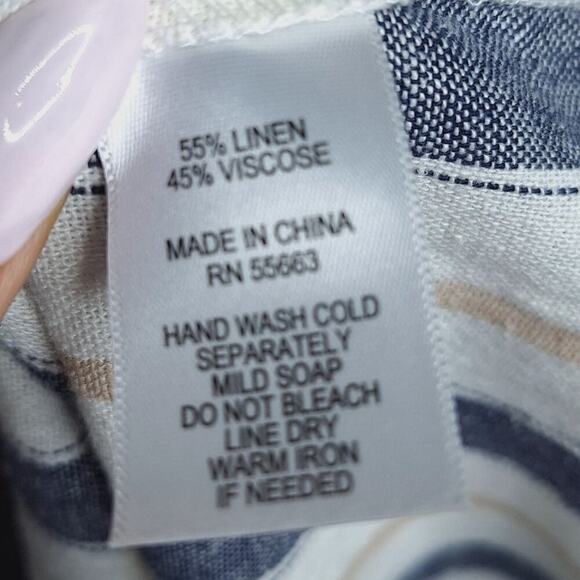 55% LINEN
45% VISCOSE
MADE IN CHINA
RN 55663
HAND WASH COLD
SEPARATELY
MILD SOAP
DO NOT BLEACH
LINE DRY
WARM IRON
IF NEEDED